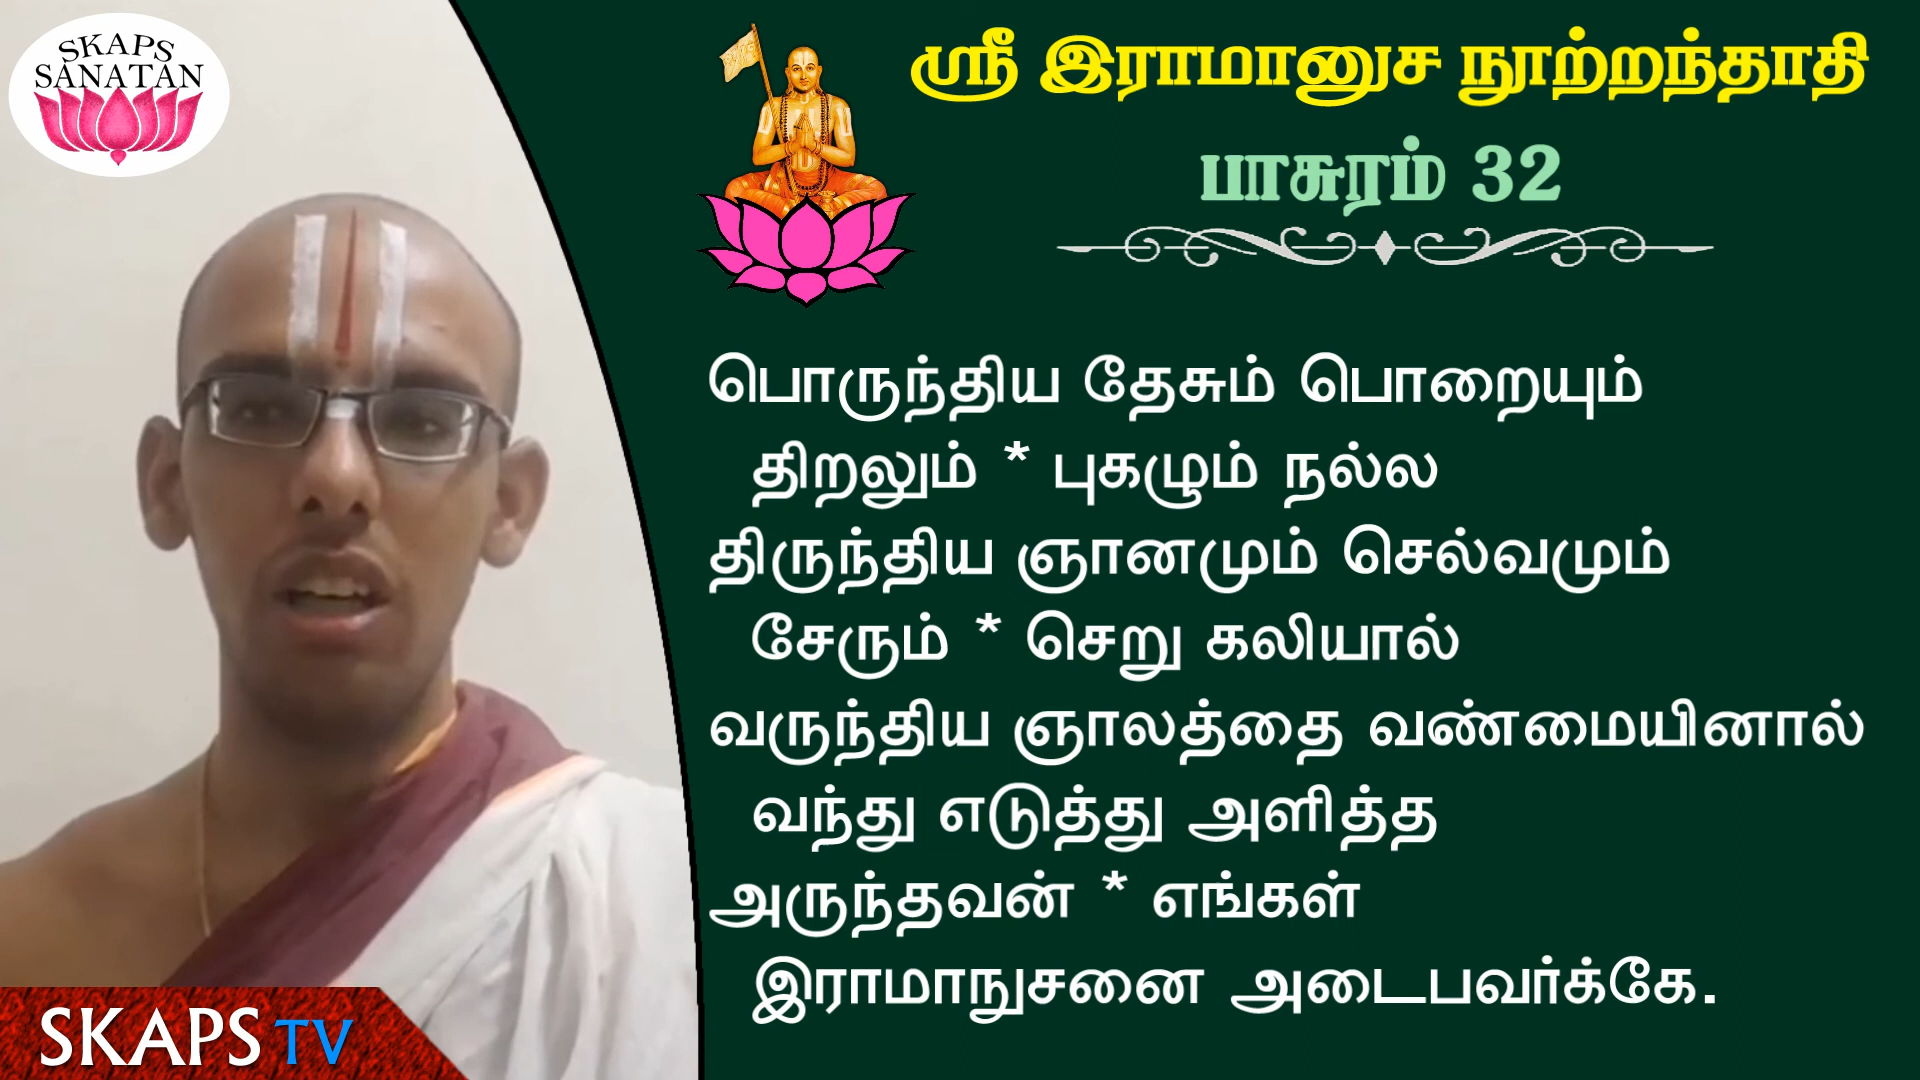 SKAPS
SANATAN
ஸ்ரீ இராமானுச நூற்றந்தாதி
பாசுரம் 32
பொருந்திய தேசும் பொறையும்
திறலும் * புகழும் நல்ல
திருந்திய ஞானமும் செல்வமும்
சேரும் * செறு கலியால்
வருந்திய ஞாலத்தை வண்மையினால்
வந்து எடுத்து அளித்த
அருந்தவன் * எங்கள்
இராமாநுசனை அடைபவர்க்கே.
SKAPS TV